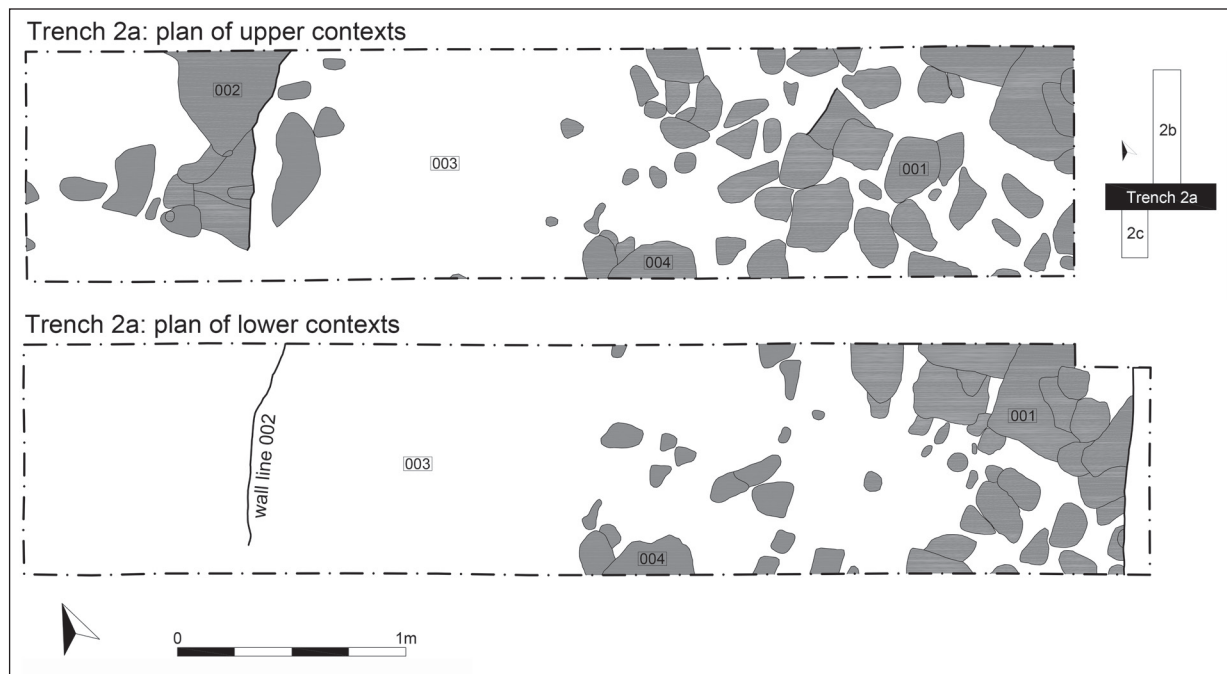 Trench 2a: plan of upper contexts
002
003
001
004
2b
Trench 2a
2c
Trench 2a: plan of lower contexts
wall line 002
003
001
004
0 1m